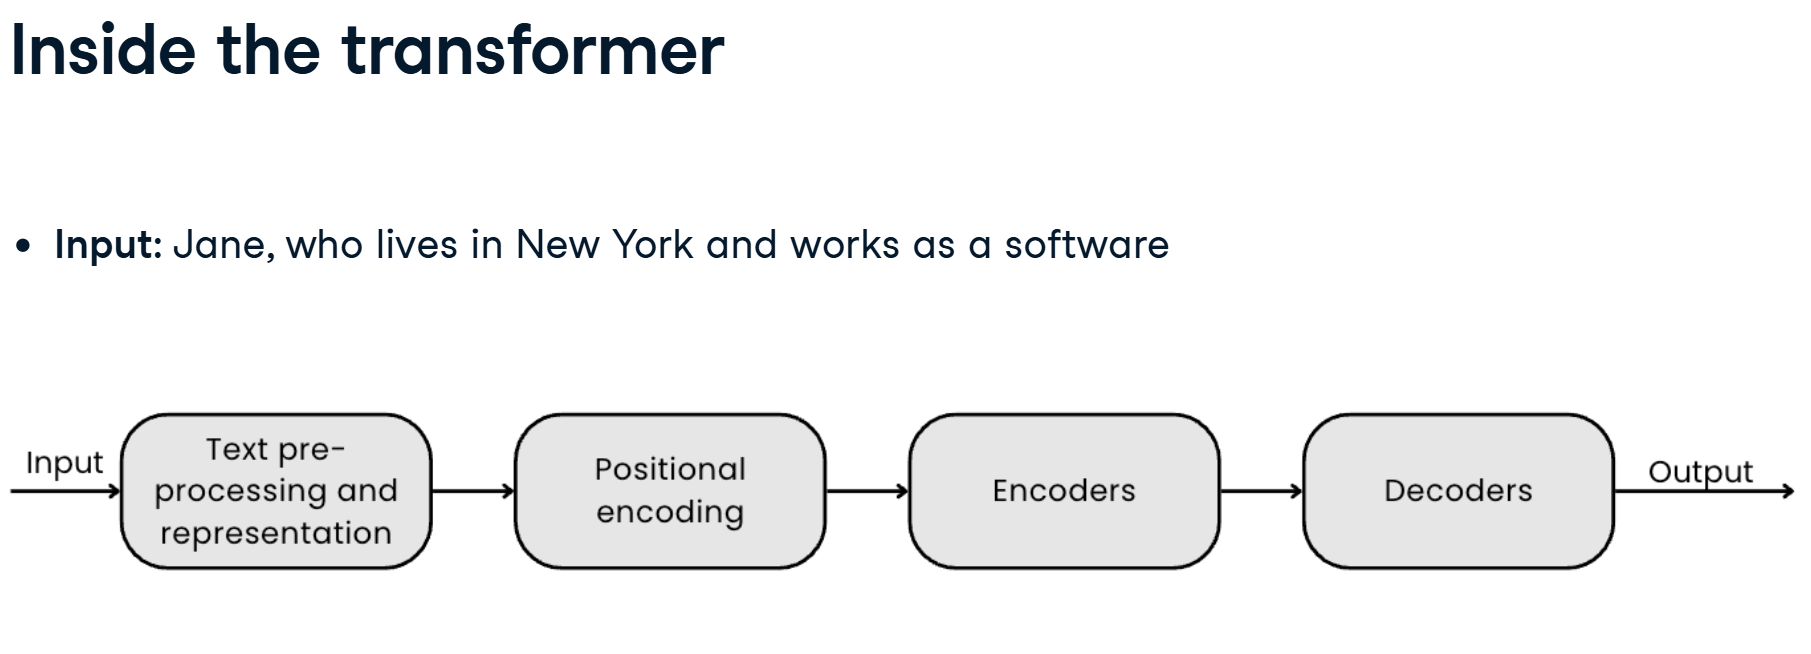 Inside the transformer
• Input: Jane, who lives in New York and works as a software
Input
Text pre-
processing and
representation
Positional
encoding
Encoders
Decoders
Output